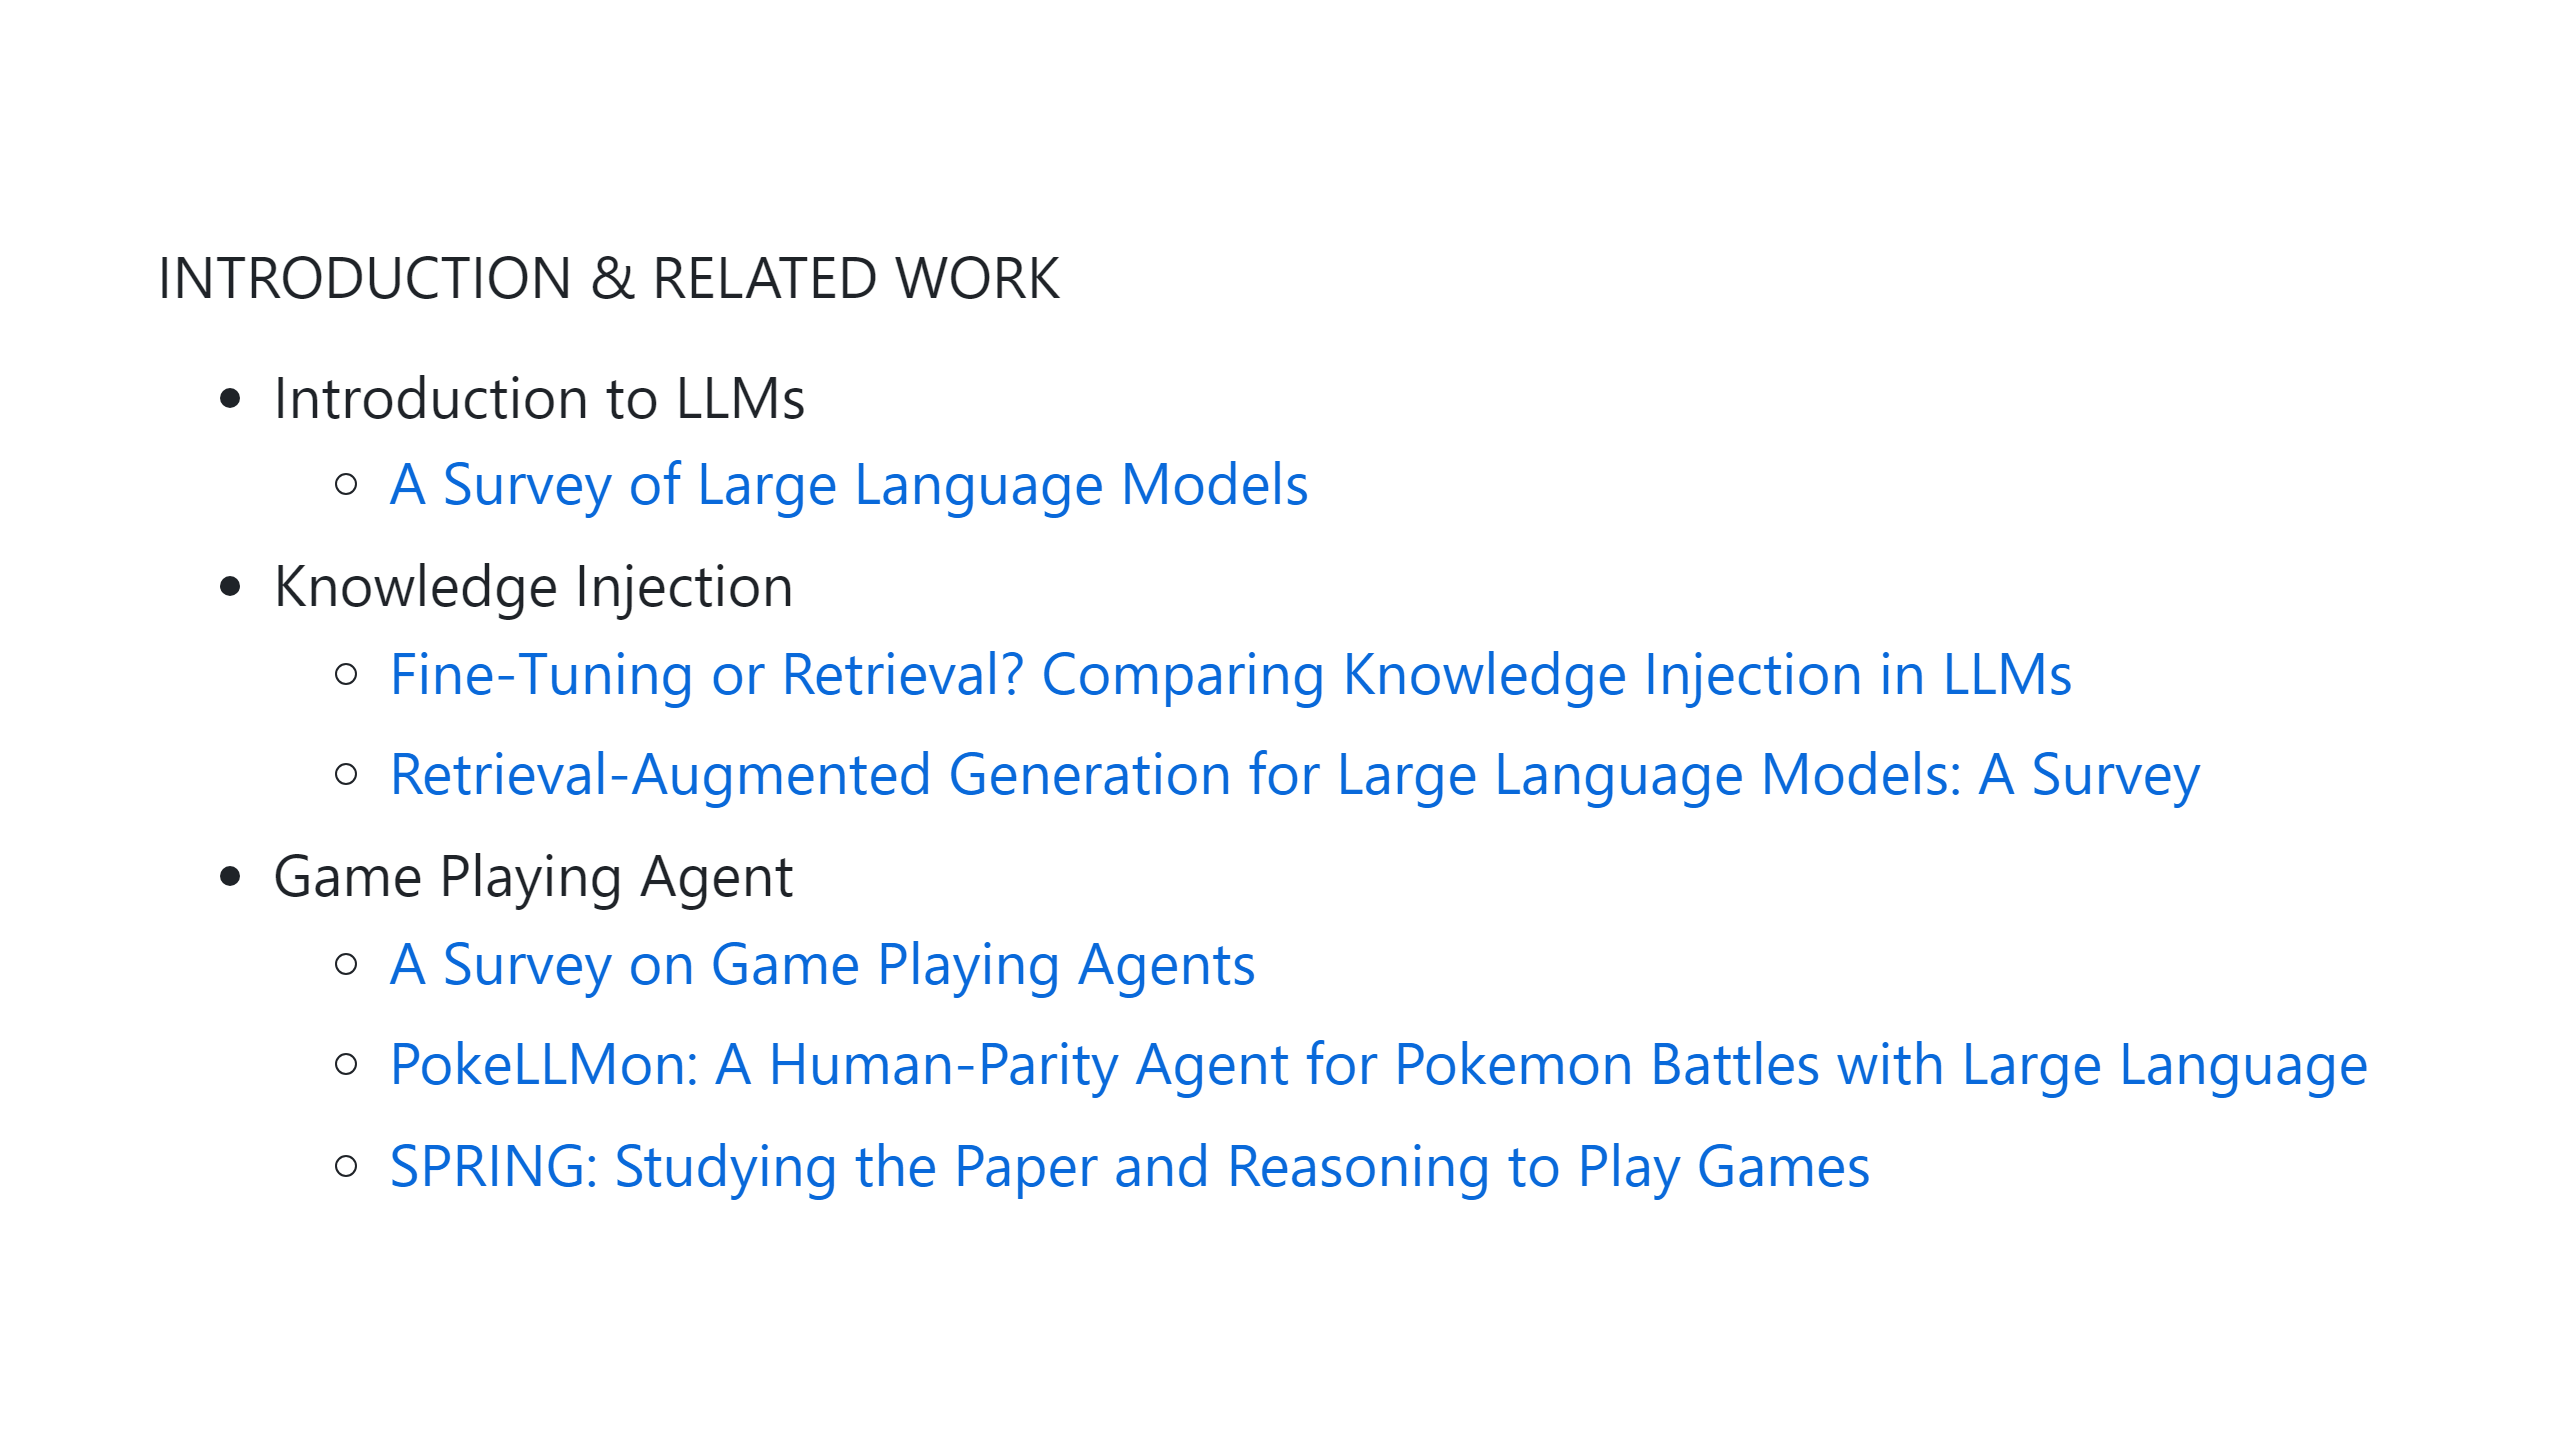 INTRODUCTION & RELATED WORK
Introduction to LLMs
A Survey of Large Language Models
Knowledge Injection
Fine-Tuning or Retrieval? Comparing Knowledge Injection in LLMs
Retrieval-Augmented Generation for Large Language Models: A Survey
Game Playing Agent
A Survey on Game Playing Agents
PokeLLMon: A Human-Parity Agent for Pokemon Battles with Large Language
SPRING: Studying the Paper and Reasoning to Play Games